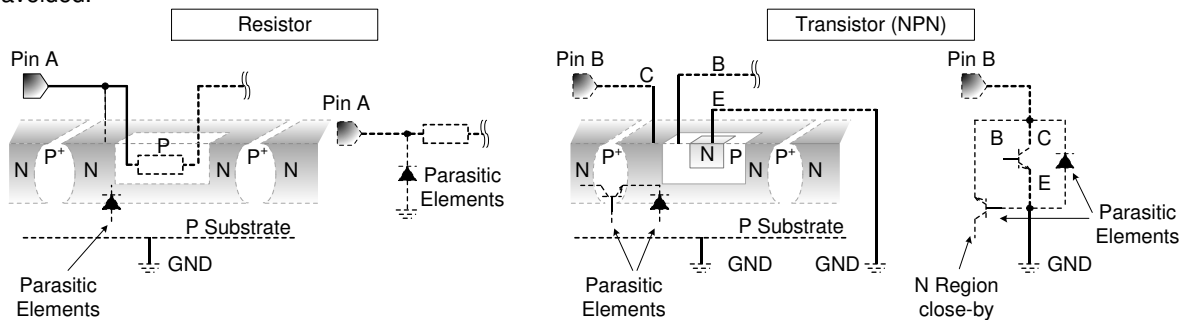 avoided.
Resistor
Transistor (NPN)
Pin A
Pin A
N P+ N P N P+ N
Parasitic
Elements
P Substrate
GND
Parasitic
Elements
Pin B
C
B
E
N P+ N N P N P+ N
P Substrate
GND
GND
Parasitic
Elements
Pin B
B
C
E
Parasitic
Elements
GND
N Region
close-by